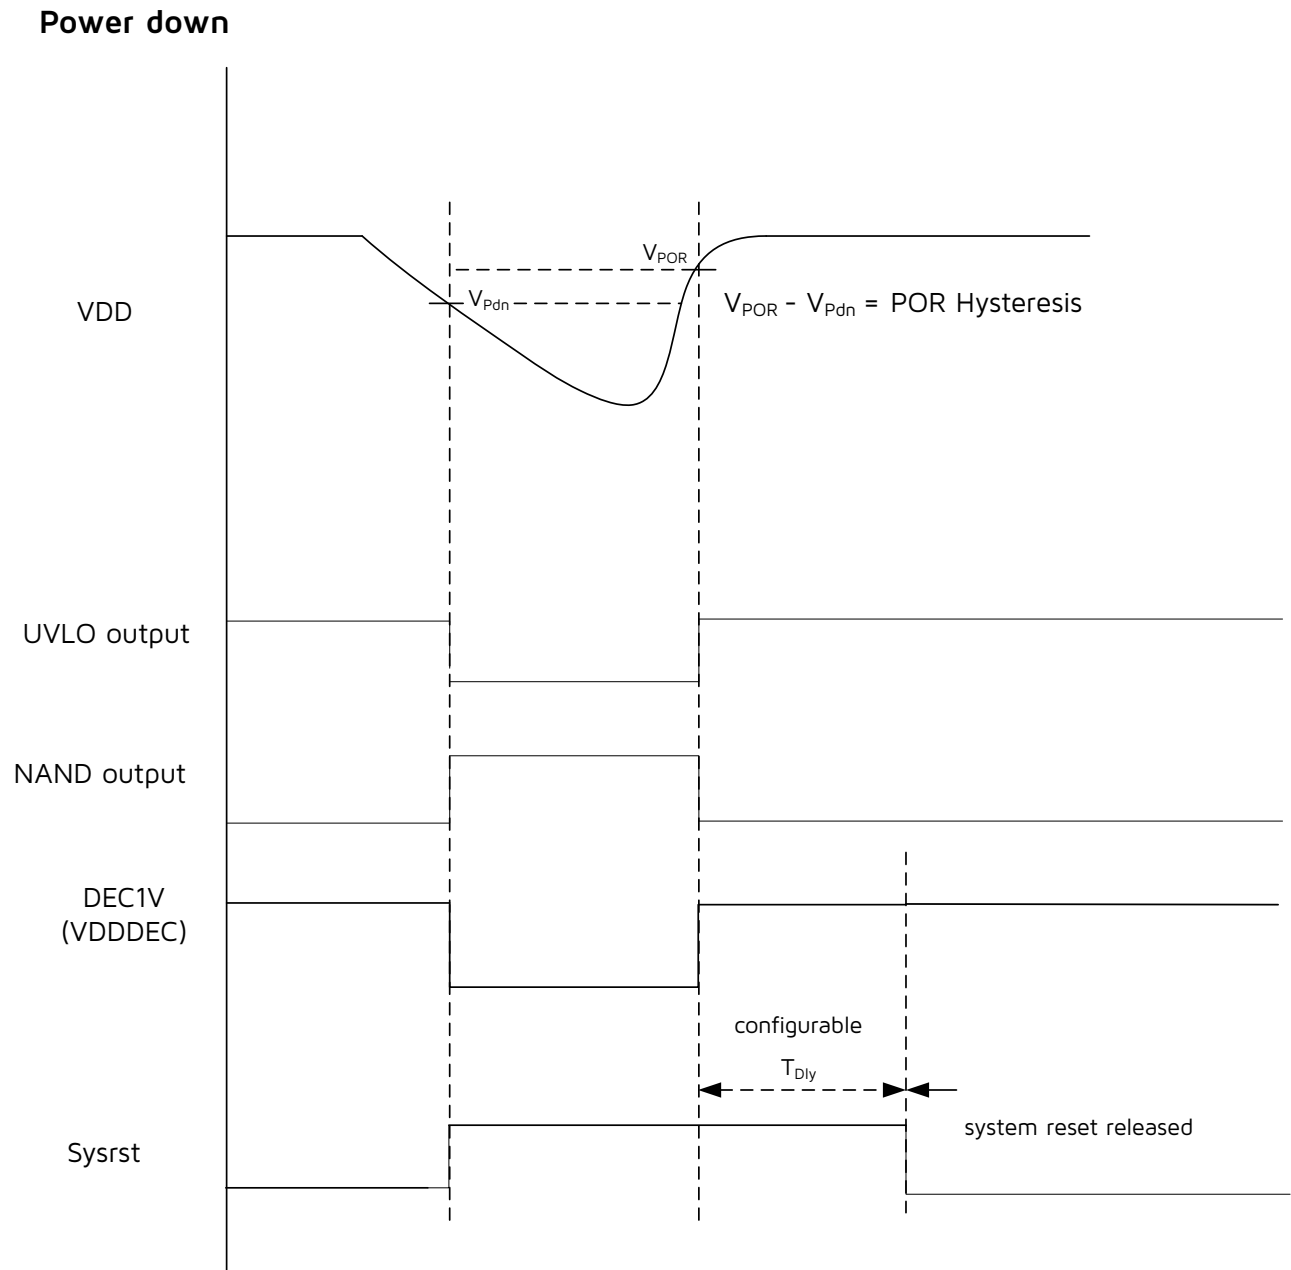 Power down
V_POR
VDD
V_Pdn
V_POR - V_Pdn = POR Hysteresis
UVLO output
NAND output
DEC1V
(VDDDEC)
configurable
T_Dly
system reset released
Sysrst